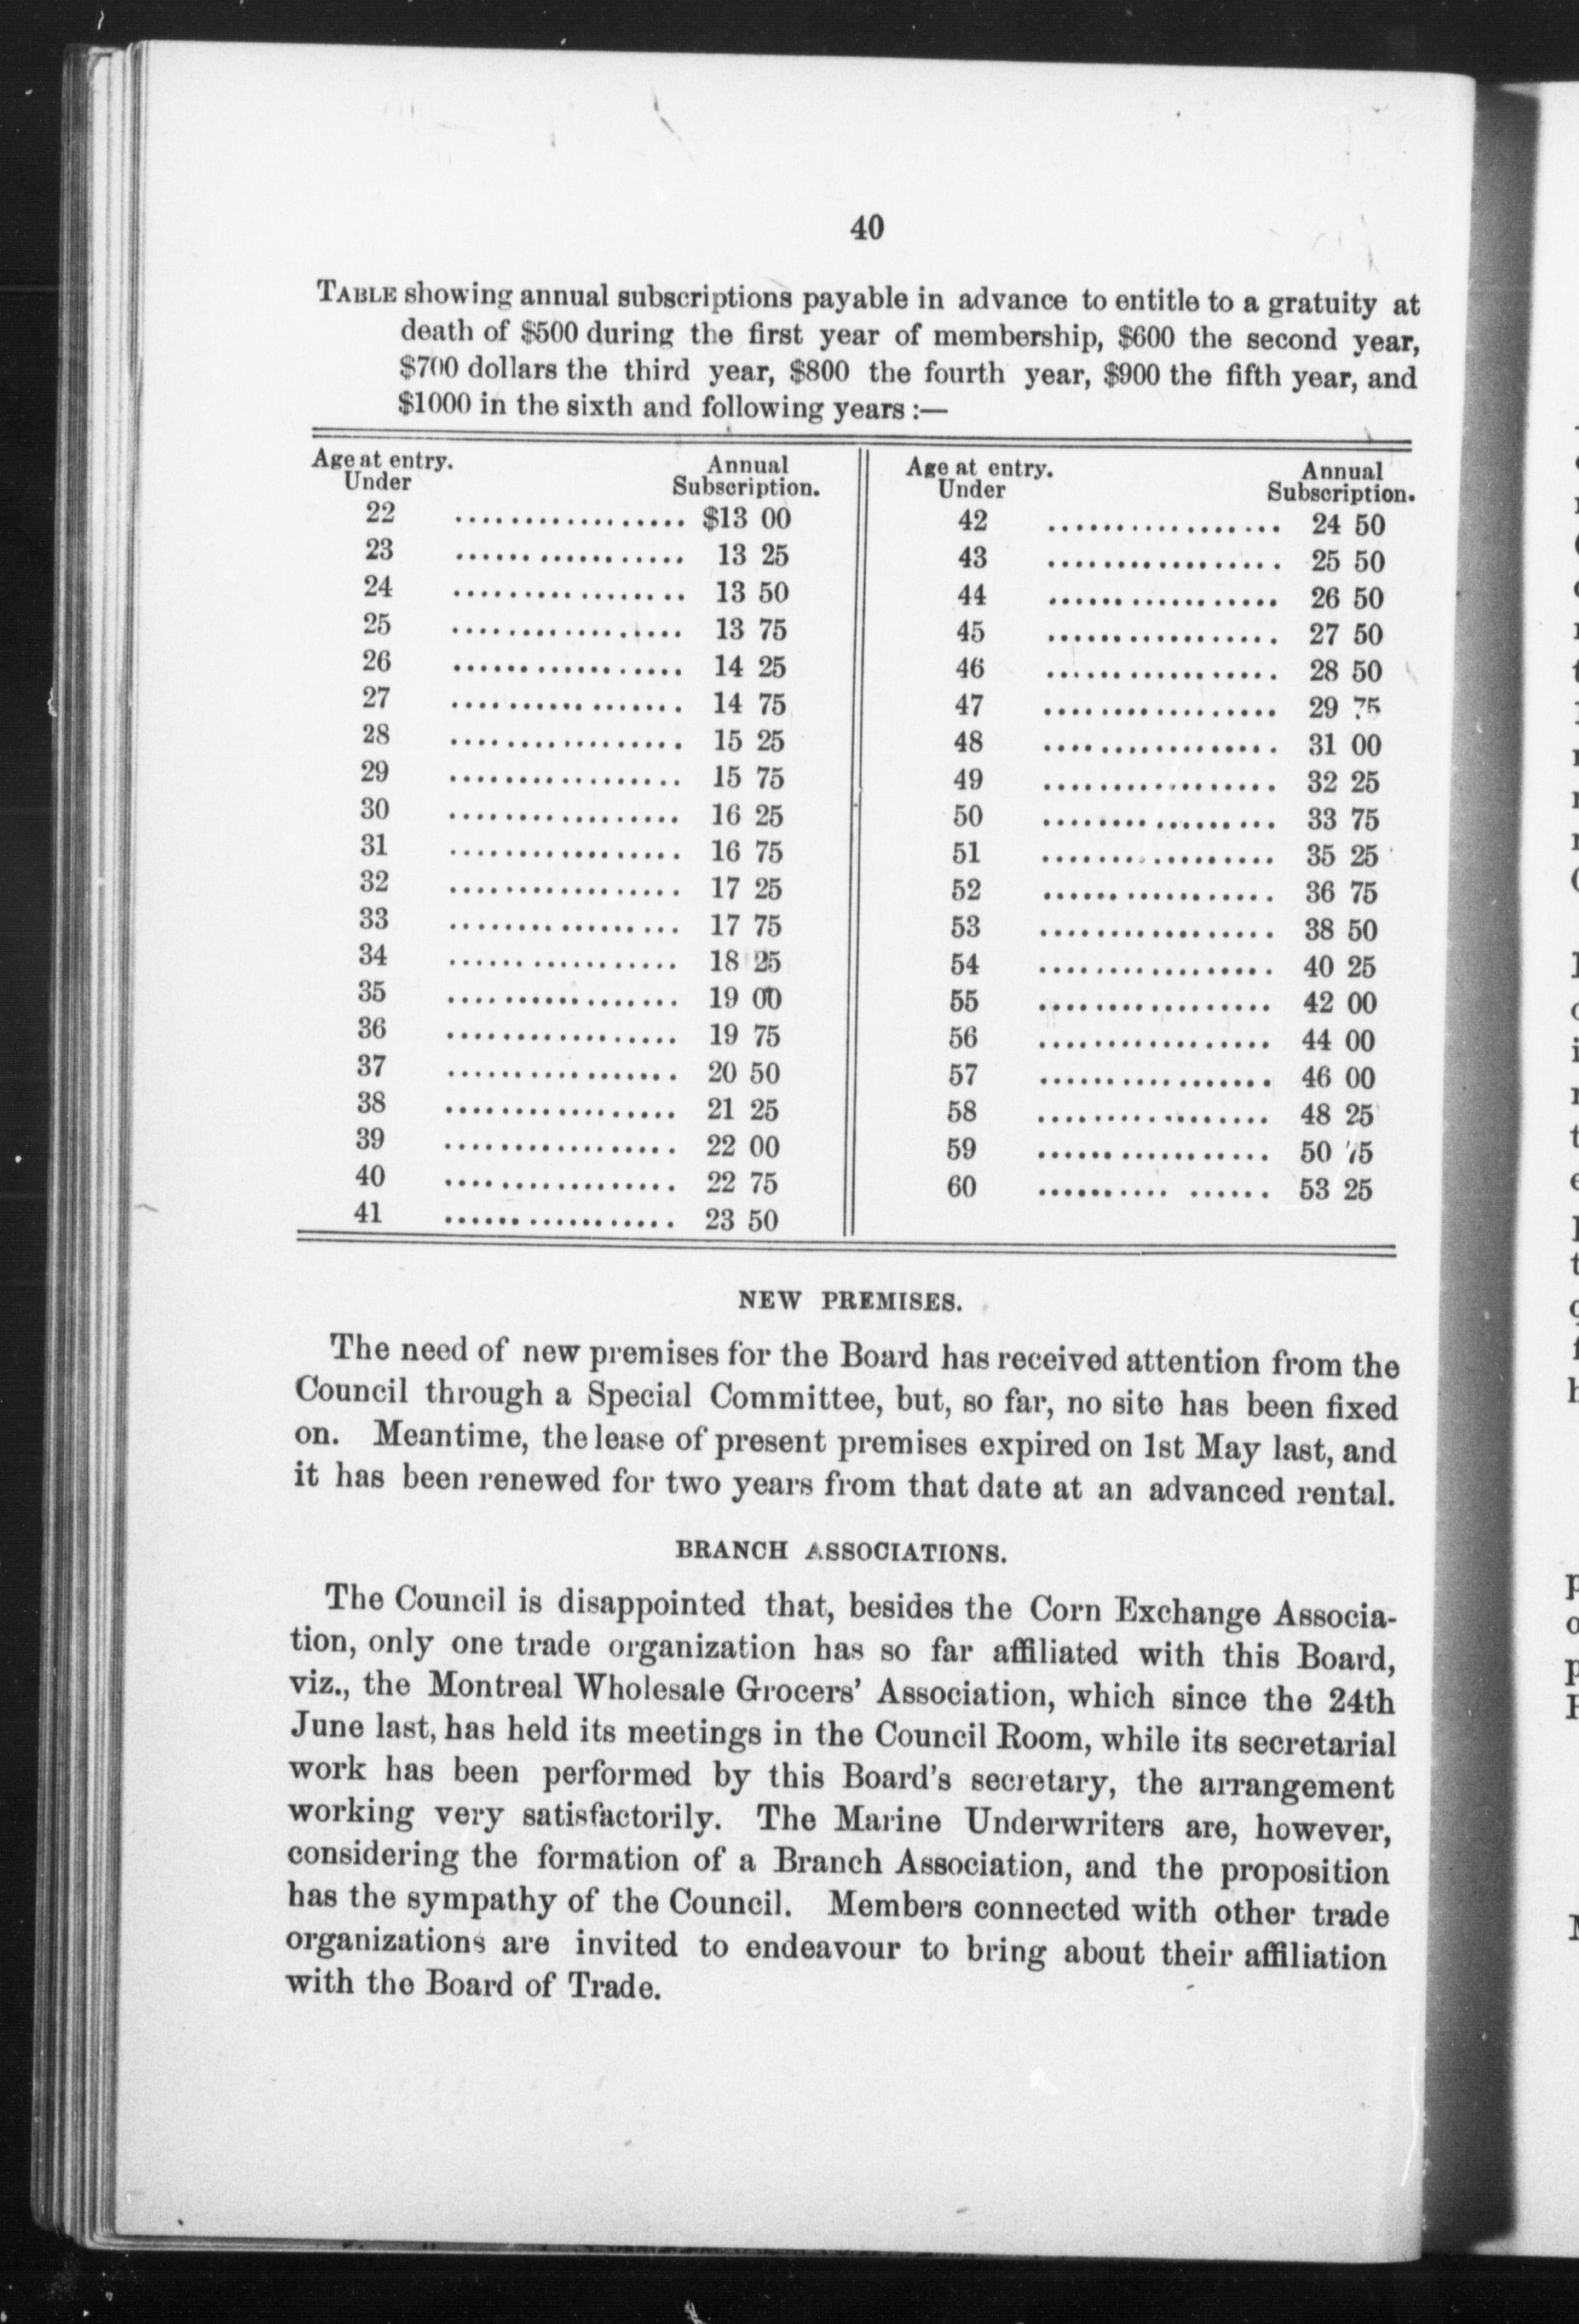 40
TABLE showing annual subscriptions payable in advance to entitle to a gratuity at
death of $500 during the first year of membership, $600 the second year,
$700 dollars the third year, $800 the fourth year, $900 the fifth year, and
$1000 in the sixth and following years :—
Age at entry. Annual
Under Subscription.
22 ................. $13 00
23 ................. 13 25
24 ................. 13 50
25 ................. 13 75
26 ................. 14 25
27 ................. 14 75
28 ................. 15 25
29 ................. 15 75
30 ................. 16 25
31 ................. 16 75
32 ................. 17 25
33 ................. 17 75
34 ................. 18 25
35 ................. 19 00
36 ................. 19 75
37 ................. 20 50
38 ................. 21 25
39 ................. 22 00
40 ................. 22 75
41 ................. 23 50
Age at entry. Annual
Under Subscription.
42 ................. 24 50
43 ................. 25 50
44 ................. 26 50
45 ................. 27 50
46 ................. 28 50
47 ................. 29 75
48 ................. 31 00
49 ................. 32 25
50 ................. 33 75
51 ................. 35 25
52 ................. 36 75
53 ................. 38 50
54 ................. 40 25
55 ................. 42 00
56 ................. 44 00
57 ................. 46 00
58 ................. 48 25
59 ................. 50 75
60 .......... ...... 53 25
NEW PREMISES.
The need of new premises for the Board has received attention from the
Council through a Special Committee, but, so far, no site has been fixed
on. Meantime, the lease of present premises expired on 1st May last, and
it has been renewed for two years from that date at an advanced rental.
BRANCH ASSOCIATIONS.
The Council is disappointed that, besides the Corn Exchange Associa-
tion, only one trade organization has so far affiliated with this Board,
viz., the Montreal Wholesale Grocers' Association, which since the 24th
June last, has held its meetings in the Council Room, while its secretarial
work has been performed by this Board's secretary, the arrangement
working very satisfactorily. The Marine Underwriters are, however,
considering the formation of a Branch Association, and the proposition
has the sympathy of the Council. Members connected with other trade
organizations are invited to endeavour to bring about their affiliation
with the Board of Trade.